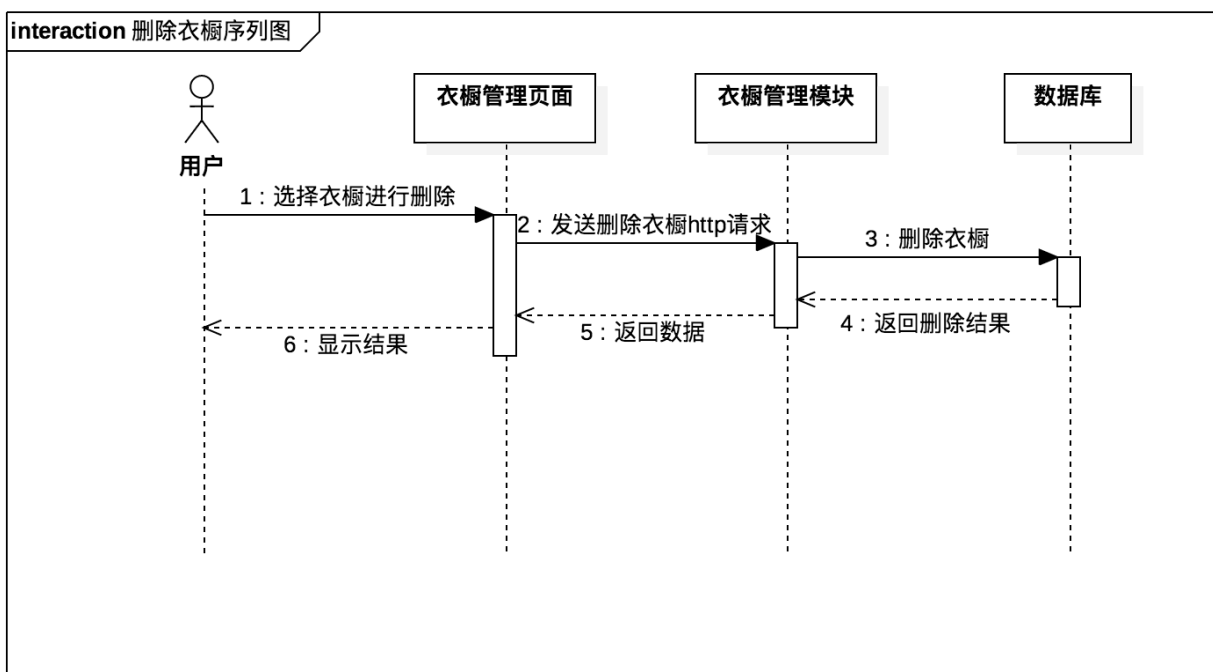 interaction 删除衣橱序列图
用户
衣橱管理页面
衣橱管理模块
数据库
1 : 选择衣橱进行删除
2 : 发送删除衣橱http请求
3 : 删除衣橱
4 : 返回删除结果
5 : 返回数据
6 : 显示结果